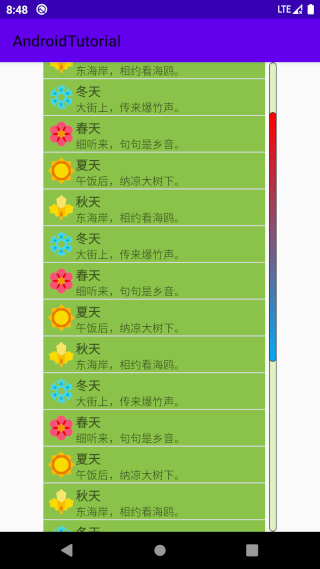 8:48
LTE
AndroidTutorial
东海岸，相约看海鸥。
冬天
大街上，传来爆竹声。
春天
细听来，句句是乡音。
夏天
午饭后，纳凉大树下。
秋天
东海岸，相约看海鸥。
冬天
大街上，传来爆竹声。
春天
细听来，句句是乡音。
夏天
午饭后，纳凉大树下。
秋天
东海岸，相约看海鸥。
冬天
大街上，传来爆竹声。
春天
细听来，句句是乡音。
夏天
午饭后，纳凉大树下。
秋天
东海岸，相约看海鸥。
冬天